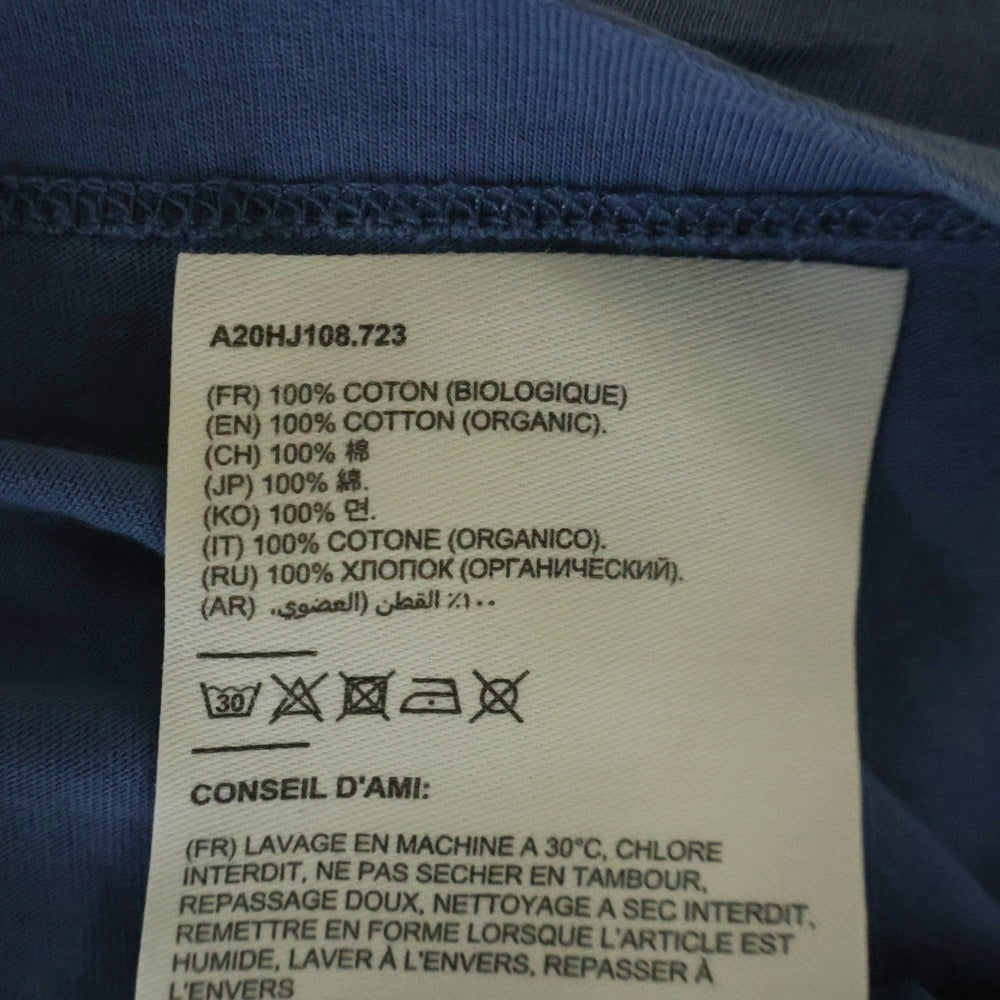 A20HJ108.723
(FR) 100% COTON (BIOLOGIQUE)
(EN) 100% COTTON (ORGANIC).
(CH) 100% 棉
(JP) 100% 綿.
(KO) 100% 면.
(IT) 100% COTONE (ORGANICO).
(RU) 100% ХЛОПОК (ОРГАНИЧЕСКИЙ).
(AR) ١٠٠٪ القطن (العضوي.
30
CONSEIL D'AMI:
(FR) LAVAGE EN MACHINE A 30°C, CHLORE
INTERDIT, NE PAS SECHER EN TAMBOUR,
REPASSAGE DOUX, NETTOYAGE A SEC INTERDIT,
REMETTRE EN FORME LORSQUE L'ARTICLE EST
HUMIDE, LAVER À L'ENVERS, REPASSER À
L'ENVERS